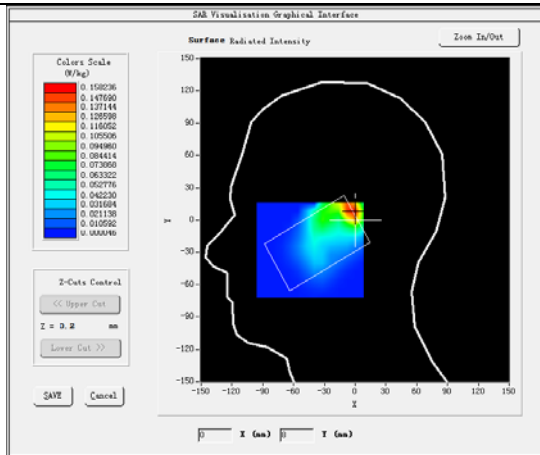 SAR Visualisation Graphical Interface
Surface Radiated Intensity
Zoom In/Out
Colors Scale
(W/kg)
0.158236
0.147690
0.137144
0.126598
0.116052
0.105506
0.094960
0.084414
0.073868
0.063322
0.052776
0.042230
0.031684
0.021138
0.010592
0.000046
Z-Cuts Control
<< Upper Cut
Z = 0.2 mm
Lower Cut >>
SAVE Cancel
150
120
90
60
30
0
-30
-60
-90
-120
-150
Y
-150 -120 -90 -60 -30 0 30 60 90 120 150
X
0 X (mm) 8 Y (mm)